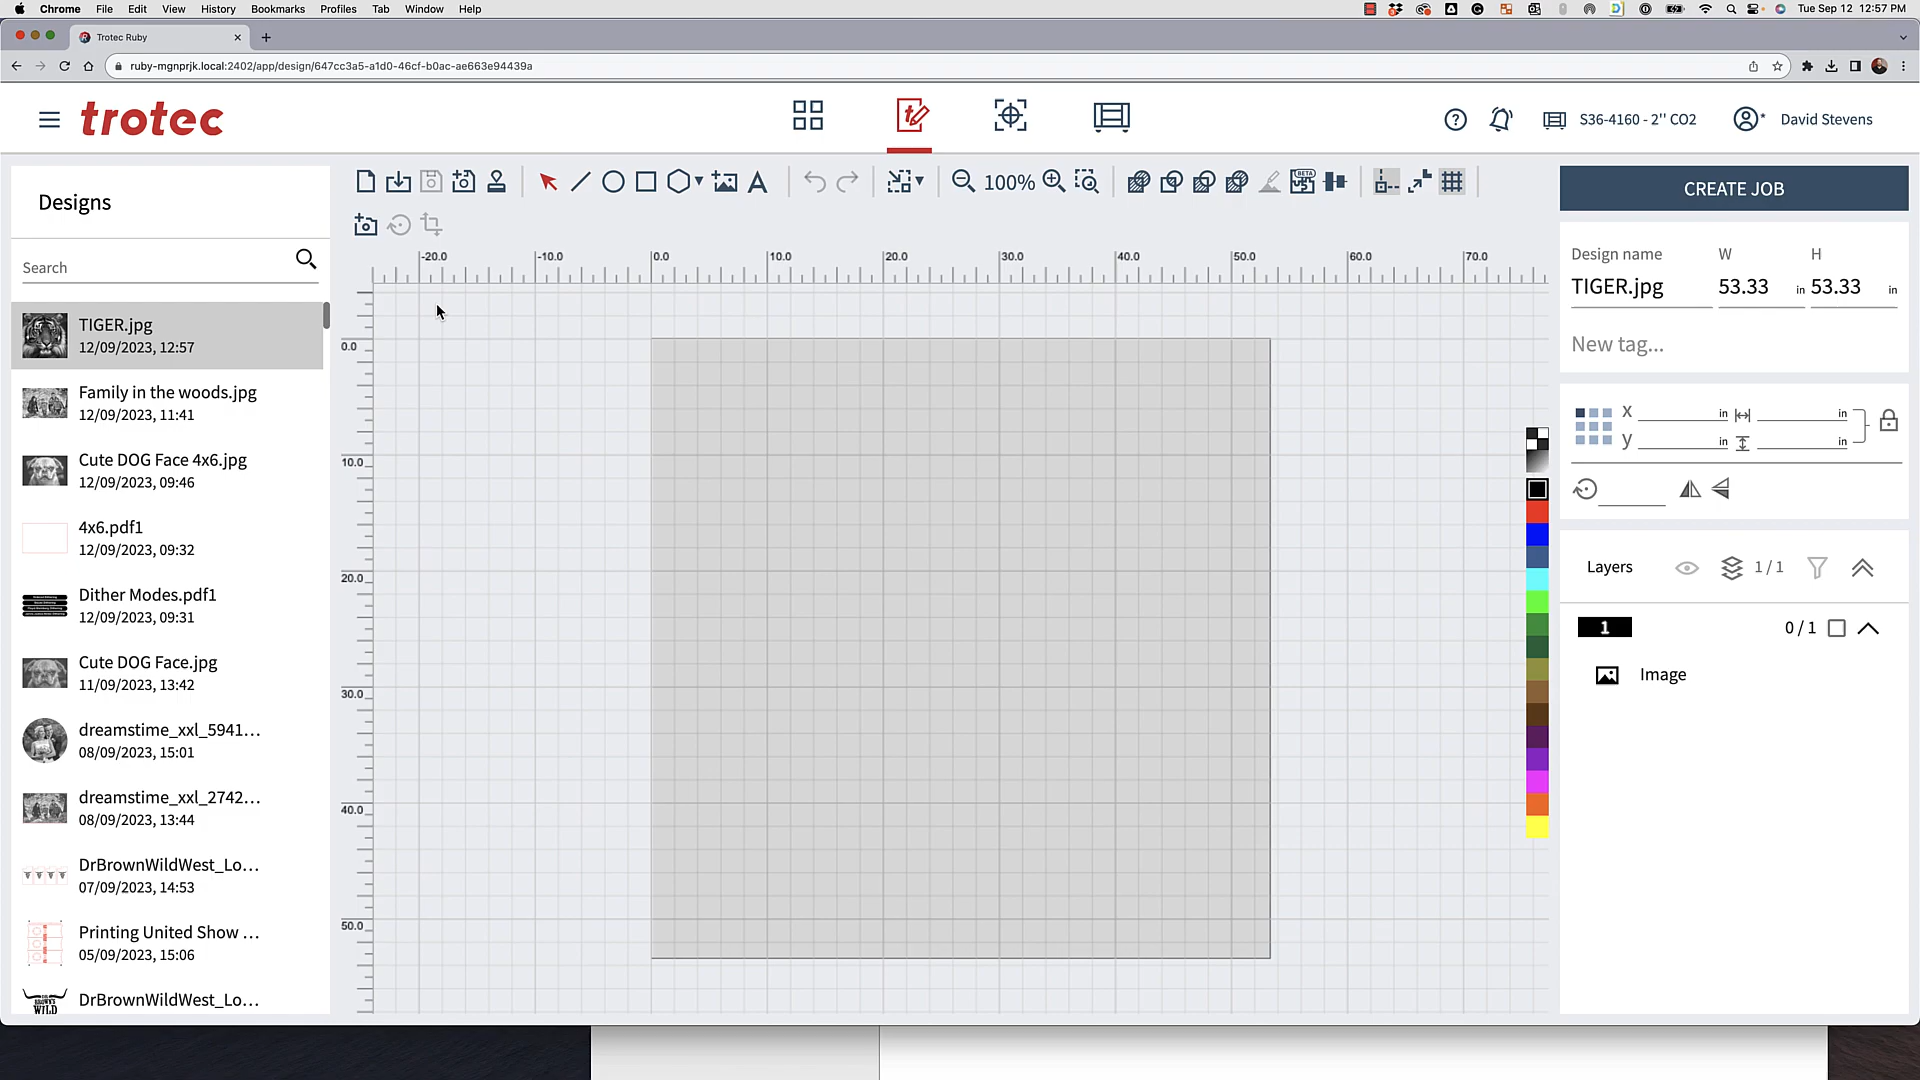 Chrome File Edit View History Bookmarks Profiles Tab Window Help Tue Sep 12 12:57 PM
Trotec Ruby
ruby-mgnprjk.local:2402/app/design/647cc3a5-a1d0-46cf-b0ac-ae663e94439a
trotec
S36-4160 - 2'' CO2
David Stevens
Designs
Search
TIGER.jpg
12/09/2023, 12:57
Family in the woods.jpg
12/09/2023, 11:41
Cute DOG Face 4x6.jpg
12/09/2023, 09:46
4x6.pdf1
12/09/2023, 09:32
Dither Modes.pdf1
12/09/2023, 09:31
Cute DOG Face.jpg
11/09/2023, 13:42
dreamstime_xxl_5941...
08/09/2023, 15:01
dreamstime_xxl_2742...
08/09/2023, 13:44
DrBrownWildWest_Lo...
07/09/2023, 14:53
Printing United Show ...
05/09/2023, 15:06
DrBrownWildWest_Lo...
100%
BETA
-20.0 -10.0 0.0 10.0 20.0 30.0 40.0 50.0 60.0 70.0
0.0
10.0
20.0
30.0
40.0
50.0
CREATE JOB
Design name W H
TIGER.jpg 53.33 in 53.33 in
New tag...
x in in
y in in
Layers 1 / 1
1 0 / 1
Image